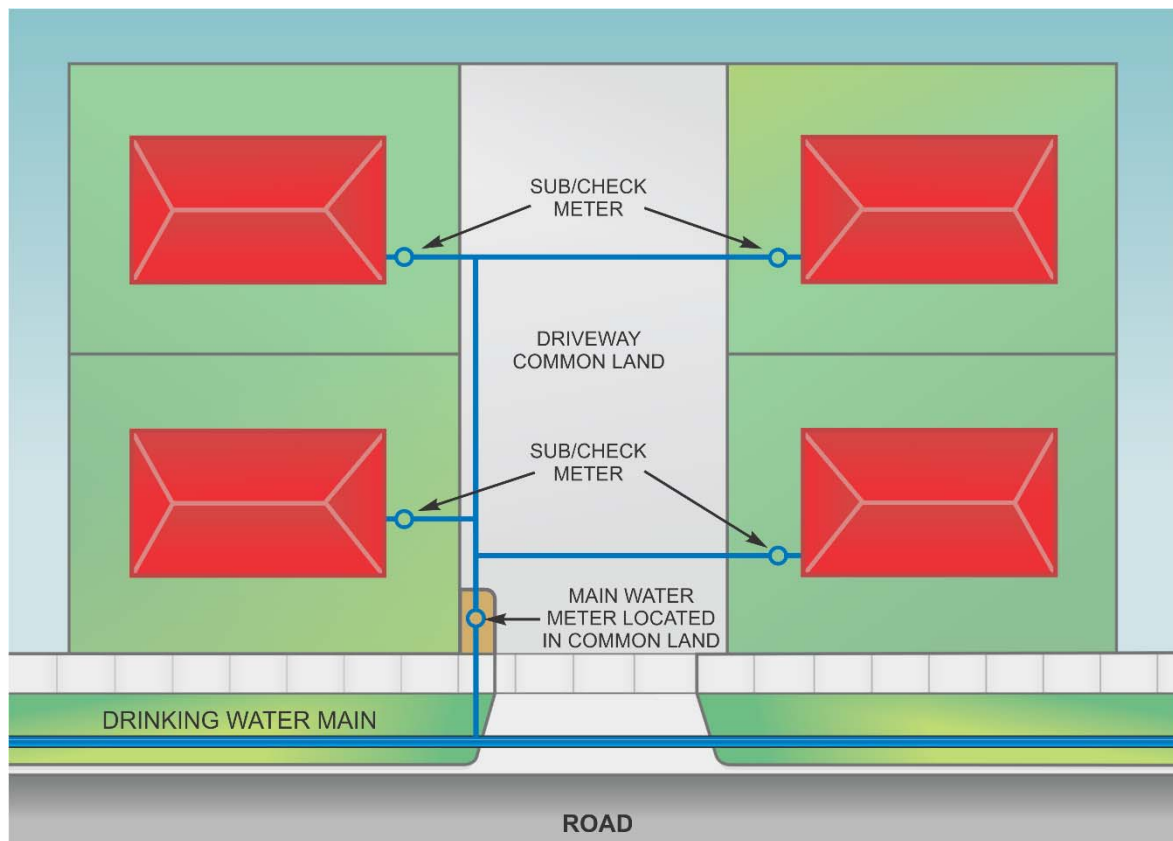 SUB/CHECK
METER
DRIVEWAY
COMMON LAND
SUB/CHECK
METER
MAIN WATER
METER LOCATED
IN COMMON LAND
DRINKING WATER MAIN
ROAD